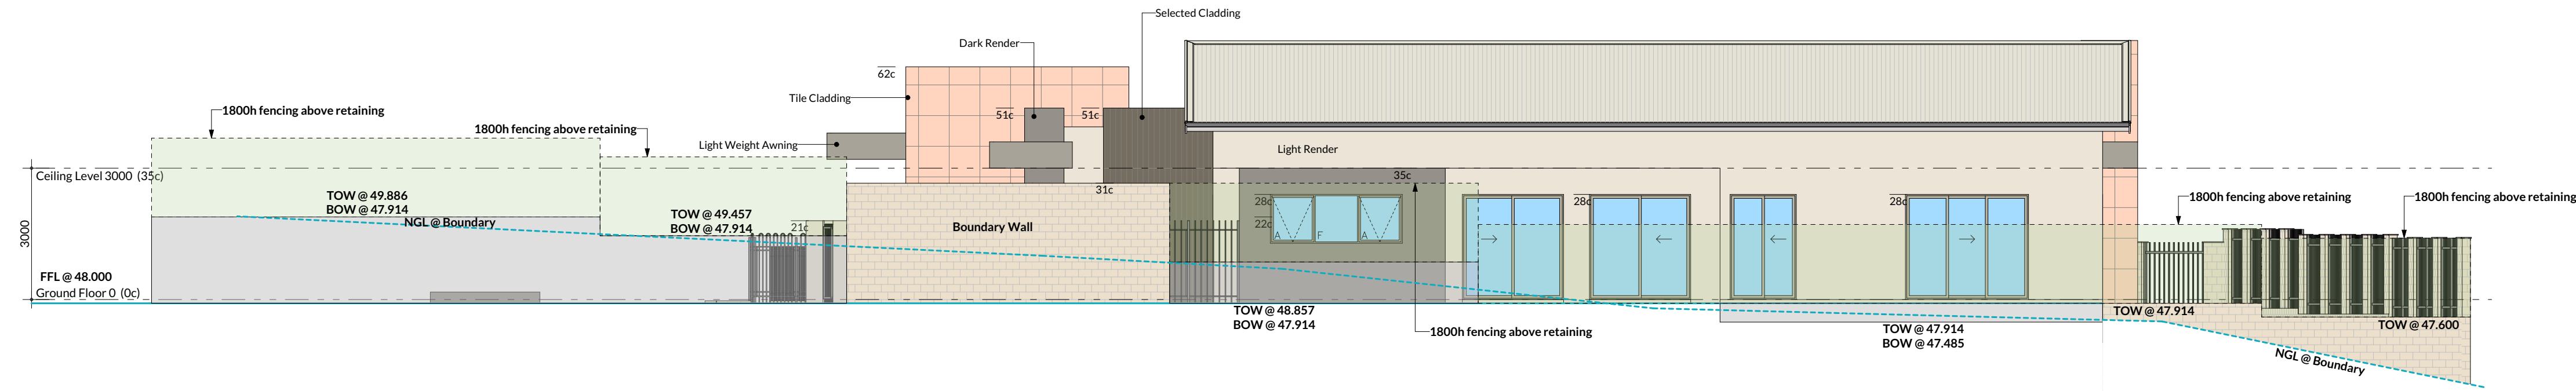 Selected Cladding
Dark Render
62c
Tile Cladding
1800h fencing above retaining
51c
51c
1800h fencing above retaining
Light Weight Awning
Light Render
Ceiling Level 3000 (35c)
35c
31c
TOW @ 49.886
BOW @ 47.914
28c
28c
28c
1800h fencing above retaining
1800h fencing above retaining
NGL @ Boundary
TOW @ 49.457
BOW @ 47.914
21c
Boundary Wall
22c
A
F
A
3000
FFL @ 48.000
Ground Floor 0 (0c)
TOW @ 48.857
BOW @ 47.914
1800h fencing above retaining
TOW @ 47.914
BOW @ 47.485
TOW @ 47.914
TOW @ 47.600
NGL @ Boundary